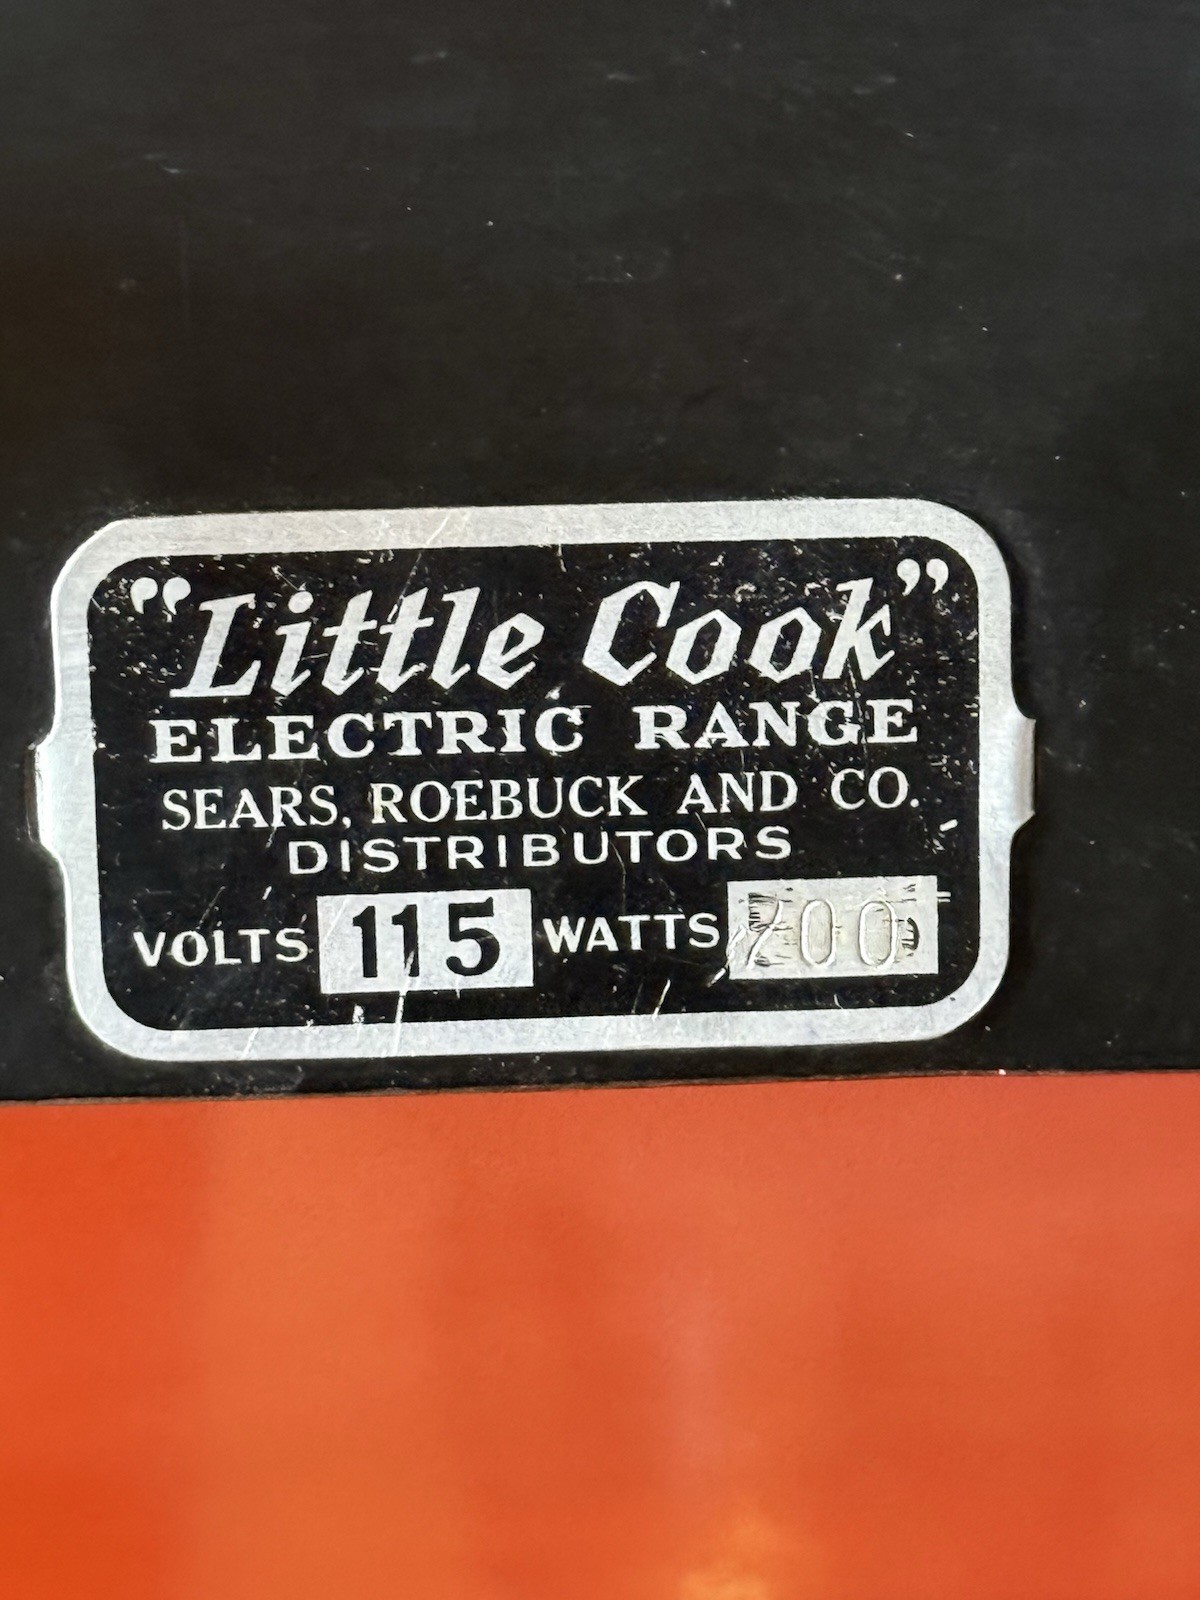 "Little Cook"
ELECTRIC RANGE
SEARS, ROEBUCK AND CO.
DISTRIBUTORS
VOLTS 115 WATTS